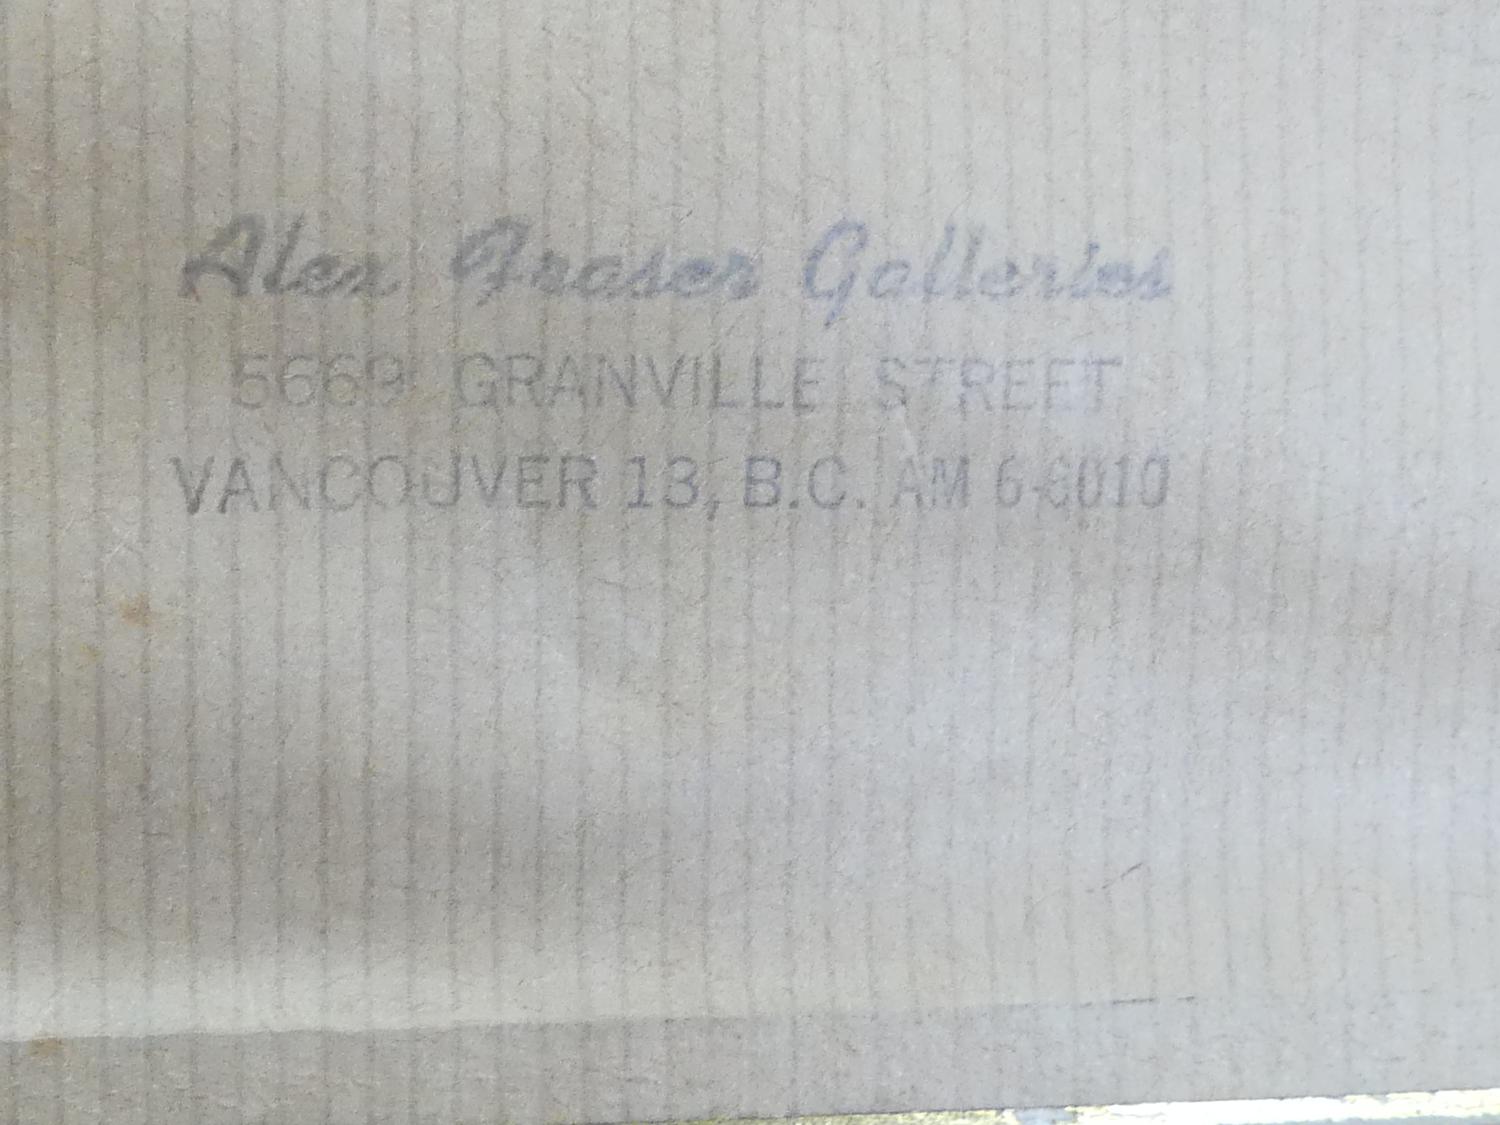 Alex Fraser Galleries
5669 GRANVILLE STREET
VANCOUVER 13, B.C. AM 6-6010